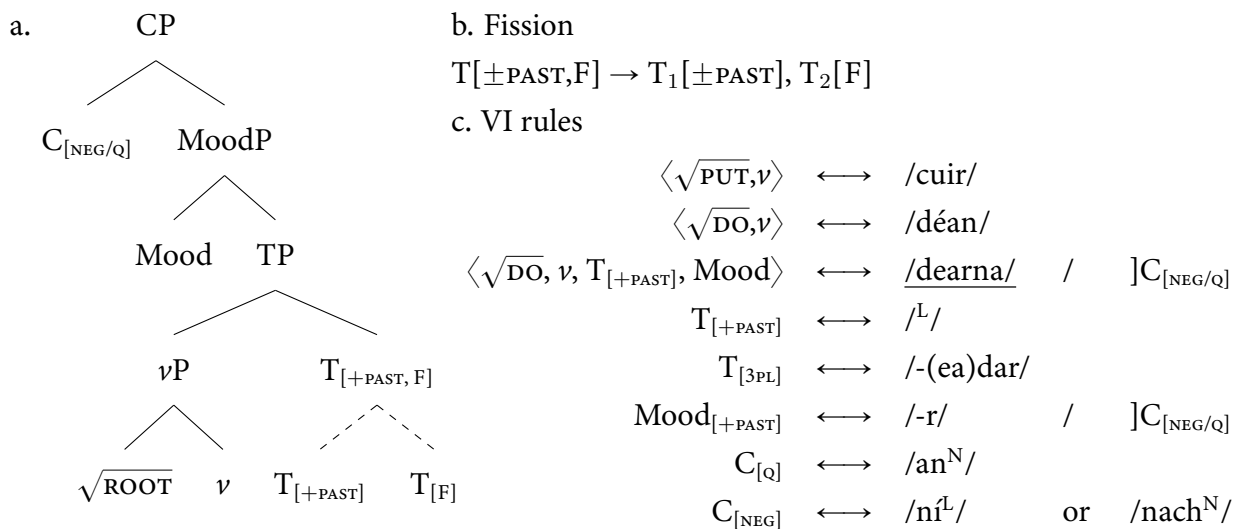 a. CP
C[NEG/Q] MoodP
Mood TP
vP T[+PAST, F]
√ROOT v T[+PAST] T[F]
b. Fission
T[±PAST,F] → T₁[±PAST], T₂[F]
c. VI rules
⟨√PUT,v⟩ ⟷ /cuir/
⟨√DO,v⟩ ⟷ /déan/
⟨√DO, v, T[+PAST], Mood⟩ ⟷ /dearna/ / ]C[NEG/Q]
T[+PAST] ⟷ /ᴸ/
T[3PL] ⟷ /-(ea)dar/
Mood[+PAST] ⟷ /-r/ / ]C[NEG/Q]
C[Q] ⟷ /anᴺ/
C[NEG] ⟷ /níᴸ/ or /nachᴺ/